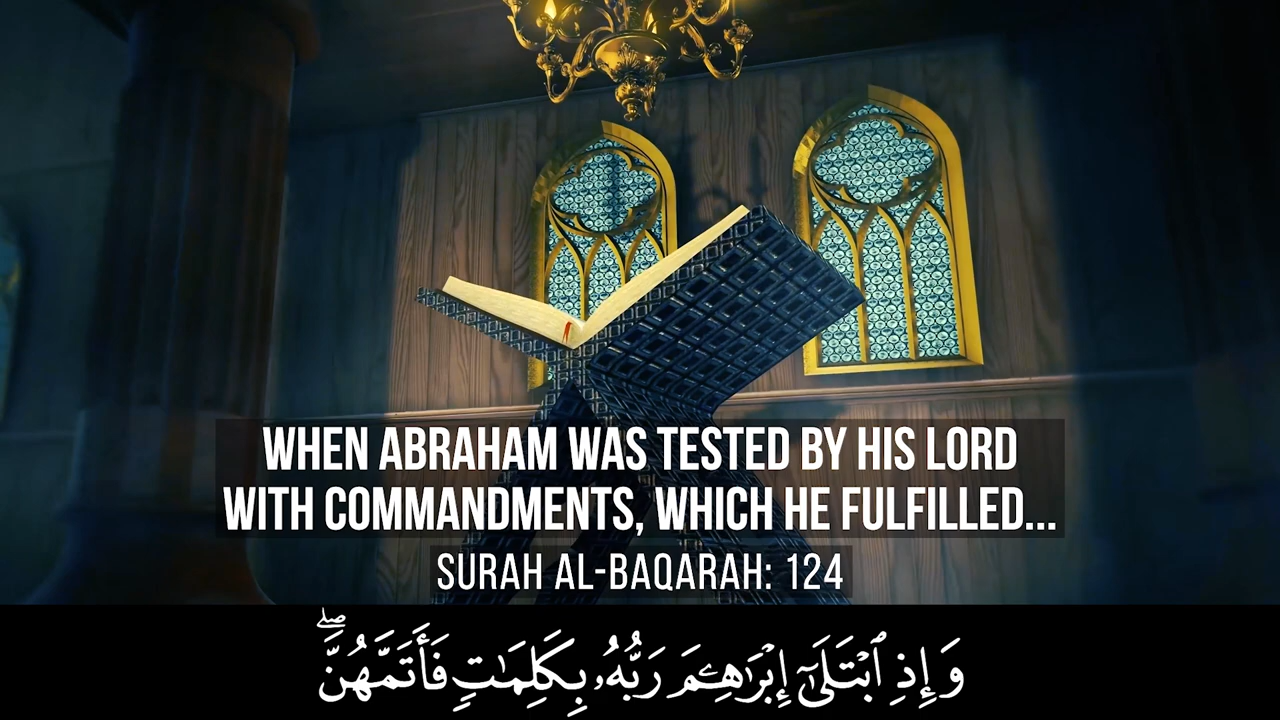 WHEN ABRAHAM WAS TESTED BY HIS LORD
WITH COMMANDMENTS, WHICH HE FULFILLED...
SURAH AL-BAQARAH: 124
وَإِذِ ٱبْتَلَىٰٓ إِبْرَٰهِـۧمَ رَبُّهُۥ بِكَلِمَـٰتٍ فَأَتَمَّهُنَّ ۖ